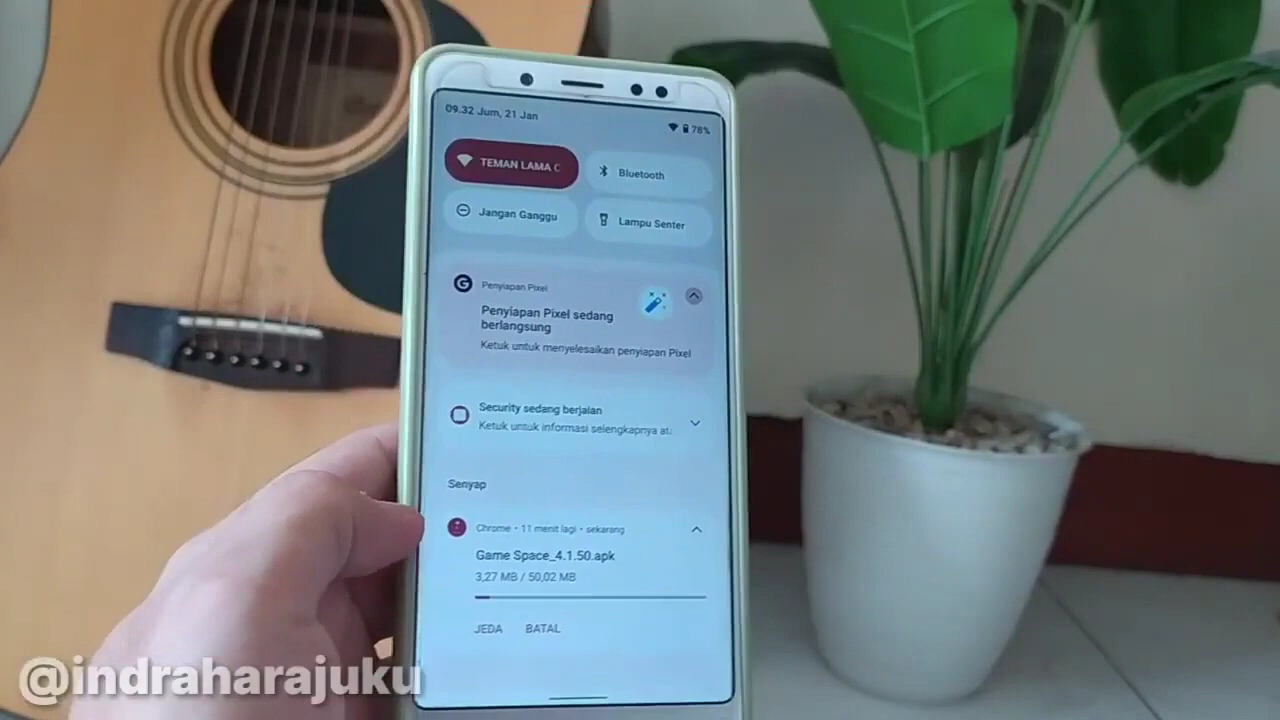 09.32 Jum, 21 Jan
78%
TEMAN LAMA
Bluetooth
Jangan Ganggu
Lampu Senter
Penyiapan Pixel
Penyiapan Pixel sedang
berlangsung
Ketuk untuk menyelesaikan penyiapan Pixel
Security sedang berjalan
Ketuk untuk informasi selengkapnya ata
Senyap
Chrome • 11 menit lagi • sekarang
Game Space_4.1.50.apk
3,27 MB / 50,02 MB
JEDA BATAL
@indraharajuku